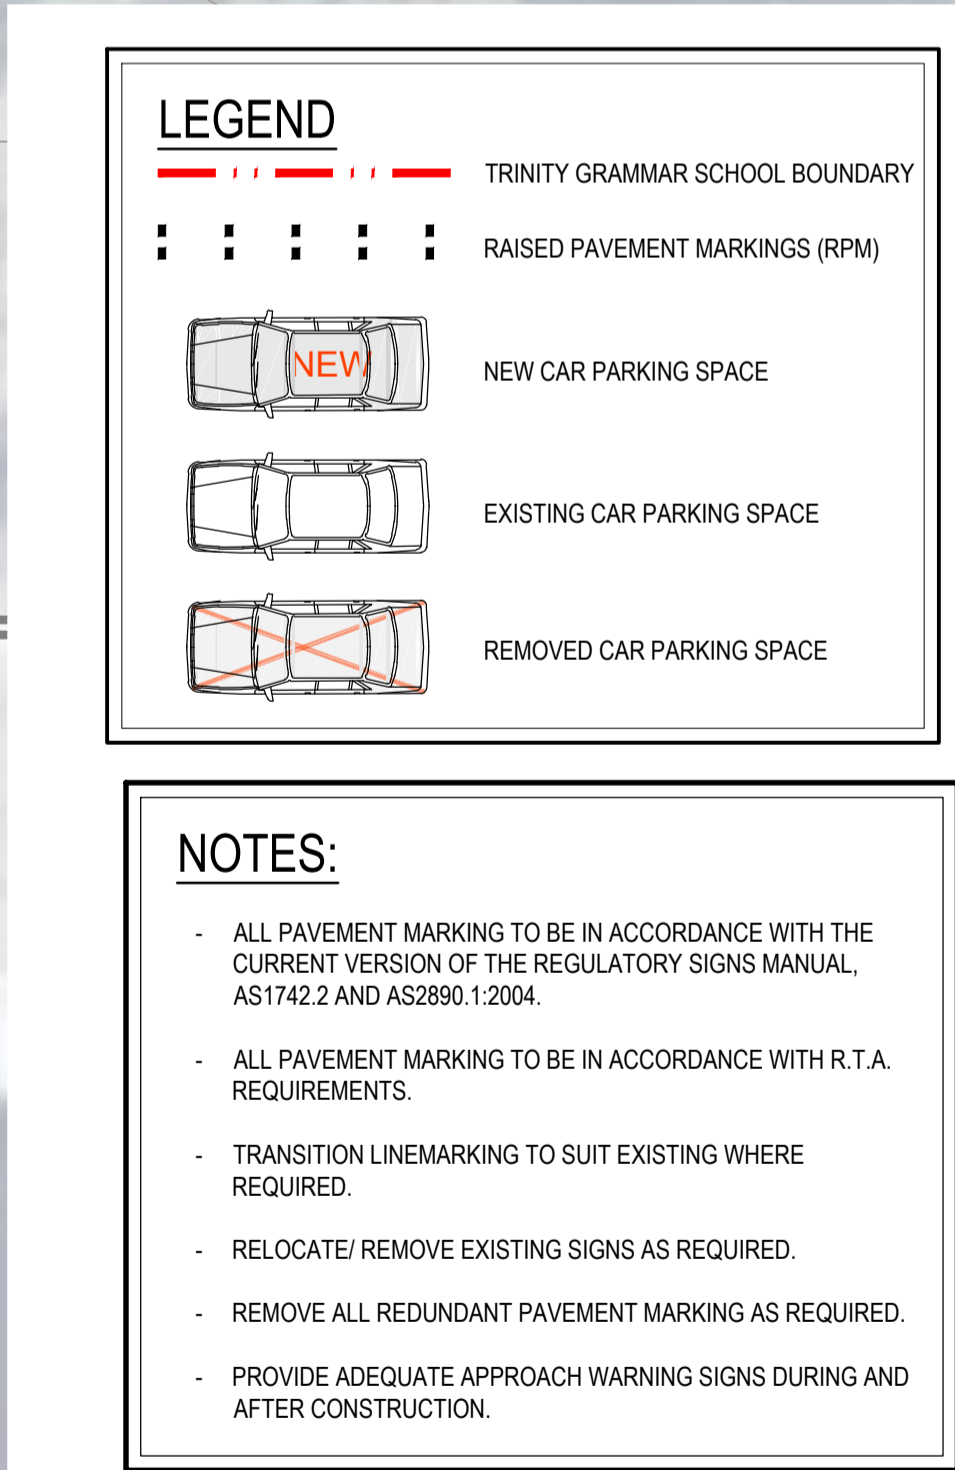 LEGEND
TRINITY GRAMMAR SCHOOL BOUNDARY
RAISED PAVEMENT MARKINGS (RPM)
NEW
NEW CAR PARKING SPACE
EXISTING CAR PARKING SPACE
REMOVED CAR PARKING SPACE
NOTES:
- ALL PAVEMENT MARKING TO BE IN ACCORDANCE WITH THE
CURRENT VERSION OF THE REGULATORY SIGNS MANUAL,
AS1742.2 AND AS2890.1:2004.
- ALL PAVEMENT MARKING TO BE IN ACCORDANCE WITH R.T.A.
REQUIREMENTS.
- TRANSITION LINEMARKING TO SUIT EXISTING WHERE
REQUIRED.
- RELOCATE/ REMOVE EXISTING SIGNS AS REQUIRED.
- REMOVE ALL REDUNDANT PAVEMENT MARKING AS REQUIRED.
- PROVIDE ADEQUATE APPROACH WARNING SIGNS DURING AND
AFTER CONSTRUCTION.